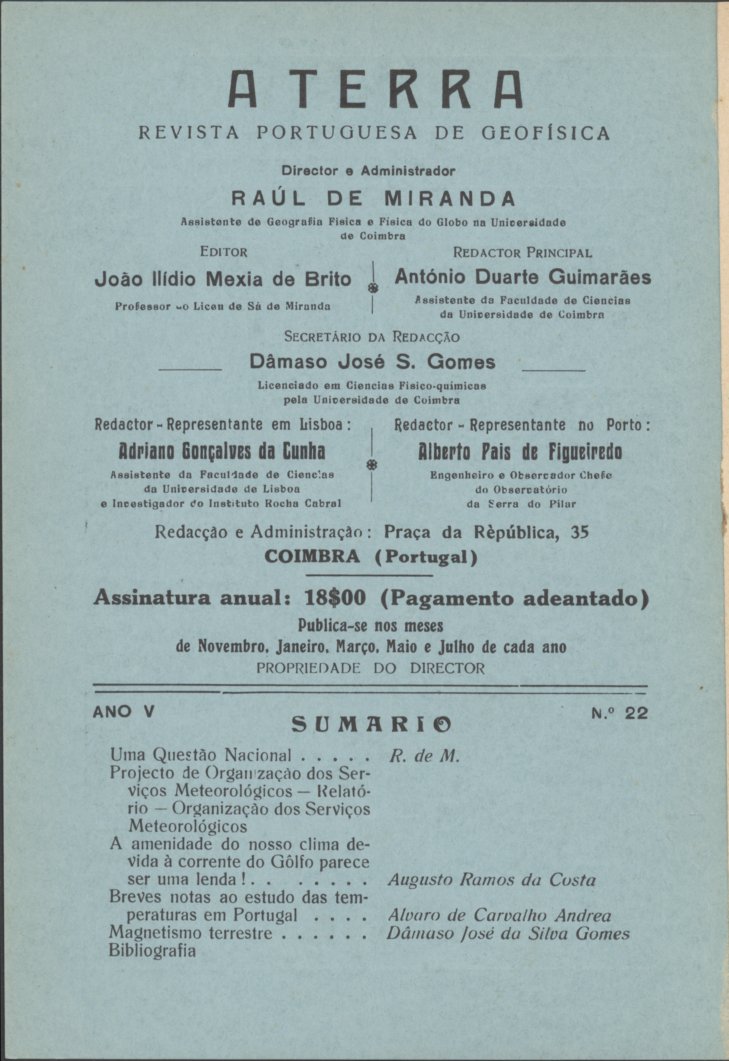 A TERRA
REVISTA PORTUGUESA DE GEOFÍSICA
Director e Administrador
RAÚL DE MIRANDA
Assistente de Geografia Fisica e Física do Globo na Universidade
de Coimbra
EDITOR
João Ilídio Mexia de Brito
Professor do Liceu de Sá de Miranda
REDACTOR PRINCIPAL
António Duarte Guimarães
Assistente da Faculdade de Ciencias
da Universidade de Coimbra
SECRETÁRIO DA REDACÇÃO
Dâmaso José S. Gomes
Licenciado em Ciencias Fisico-quimicas
pela Universidade de Coimbra
Redactor - Representante em Lisboa :
Adriano Gonçalves da Cunha
Assistente da Faculdade de Ciencias
da Universidade de Lisboa
e Investigador do Instituto Rocha Cabral
Redactor - Representante no Porto :
Alberto Pais de Figueiredo
Engenheiro e Observador Chefe
do Observatório
da Serra do Pilar
Redacção e Administração : Praça da Rèpública, 35
COIMBRA (Portugal)
Assinatura anual: 18$00 (Pagamento adeantado)
Publica-se nos meses
de Novembro, Janeiro, Março, Maio e Julho de cada ano
PROPRIEDADE DO DIRECTOR
ANO V
N.º 22
SUMARIO
Uma Questão Nacional . . . . . R. de M.
Projecto de Organização dos Ser-
viços Meteorológicos — Relató-
rio — Organização dos Serviços
Meteorológicos
A amenidade do nosso clima de-
vida à corrente do Gôlfo parece
ser uma lenda ! . . . . . . . . Augusto Ramos da Costa
Breves notas ao estudo das tem-
peraturas em Portugal . . . . Alvaro de Carvalho Andrea
Magnetismo terrestre . . . . . . Dâmaso José da Silva Gomes
Bibliografia